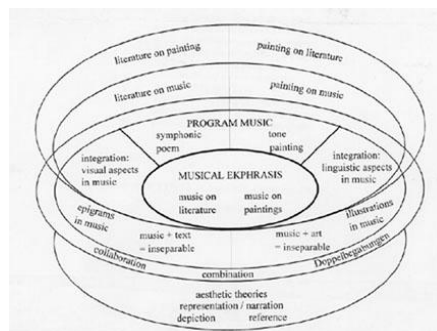 literature on painting
painting on literature
literature on music
painting on music
PROGRAM MUSIC
symphonic
poem
tone
painting
integration:
visual aspects
in music
integration:
linguistic aspects
in music
MUSICAL EKPHRASIS
music on
literature
music on
paintings
epigrams
in music
illustrations
in music
music + text
= inseparable
music + art
= inseparable
collaboration
combination
Doppelbegabungen
aesthetic theories
representation / narration
depiction reference